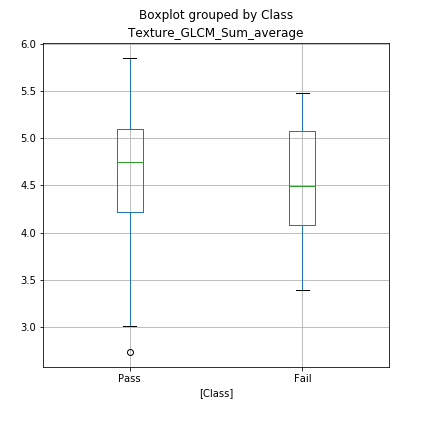 Boxplot grouped by Class
Texture_GLCM_Sum_average
6.0
5.5
5.0
4.5
4.0
3.5
3.0
Pass
Fail
[Class]